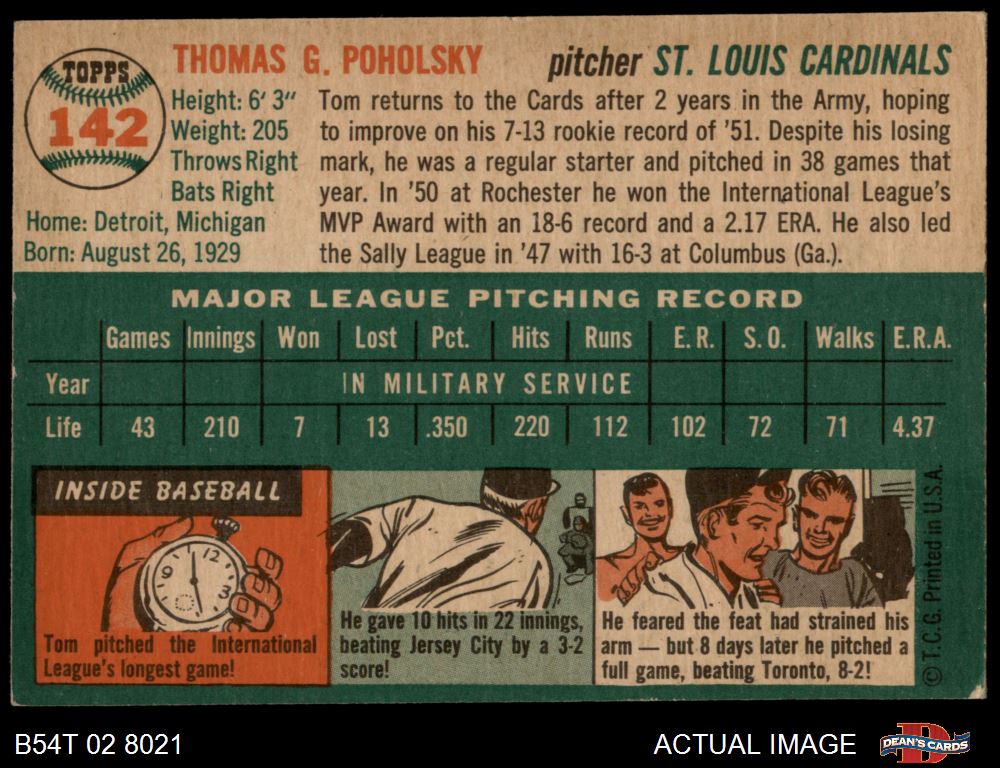 TOPPS
142
THOMAS G. POHOLSKY
pitcher ST. LOUIS CARDINALS
Height: 6' 3"
Weight: 205
Throws Right
Bats Right
Home: Detroit, Michigan
Born: August 26, 1929
Tom returns to the Cards after 2 years in the Army, hoping
to improve on his 7-13 rookie record of '51. Despite his losing
mark, he was a regular starter and pitched in 38 games that
year. In '50 at Rochester he won the International League's
MVP Award with an 18-6 record and a 2.17 ERA. He also led
the Sally League in '47 with 16-3 at Columbus (Ga.).
MAJOR LEAGUE PITCHING RECORD
Games Innings Won Lost Pct. Hits Runs E.R. S.O. Walks E.R.A.
Year IN MILITARY SERVICE
Life 43 210 7 13 .350 220 112 102 72 71 4.37
INSIDE BASEBALL
12
3
6
9
Tom pitched the International
League's longest game!
He gave 10 hits in 22 innings,
beating Jersey City by a 3-2
score!
He feared the feat had strained his
arm — but 8 days later he pitched a
full game, beating Toronto, 8-2!
© T.C.G. Printed in U.S.A.
B54T 02 8021
ACTUAL IMAGE
D
DEAN'S CARDS